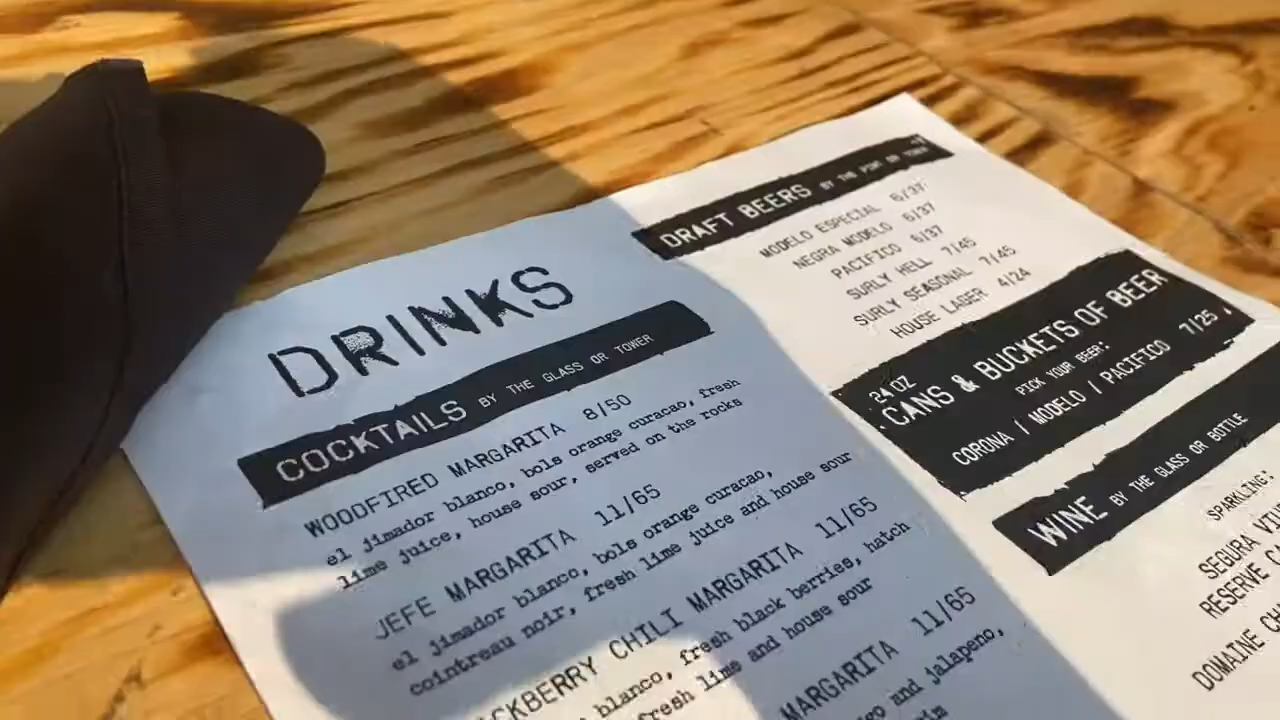 DRINKS
COCKTAILS BY THE GLASS OR TOWER
WOODFIRED MARGARITA 8/50
el jimador blanco, bols orange curacao, fresh
lime juice, house sour, served on the rocks
JEFE MARGARITA 11/65
el jimador blanco, bols orange curacao,
cointreau noir, fresh lime juice and house sour
CHILI MARGARITA 11/65
blanco, fresh black berries, hatch
fresh lime and house sour
MARGARITA 11/65
and jalapeno,
DRAFT BEERS BY THE PINT OR TOWER
MODELO ESPECIAL 6/37
NEGRA MODELO 6/37
PACIFICO 6/37
SURLY HELL 7/45
SURLY SEASONAL 7/45
HOUSE LAGER 4/24
24 OZ
CANS & BUCKETS OF BEER
PICK YOUR BEER:
CORONA / MODELO / PACIFICO 7/25
WINE BY THE GLASS OR BOTTLE
SPARKLING:
SEGURA
RESERVE
DOMAINE